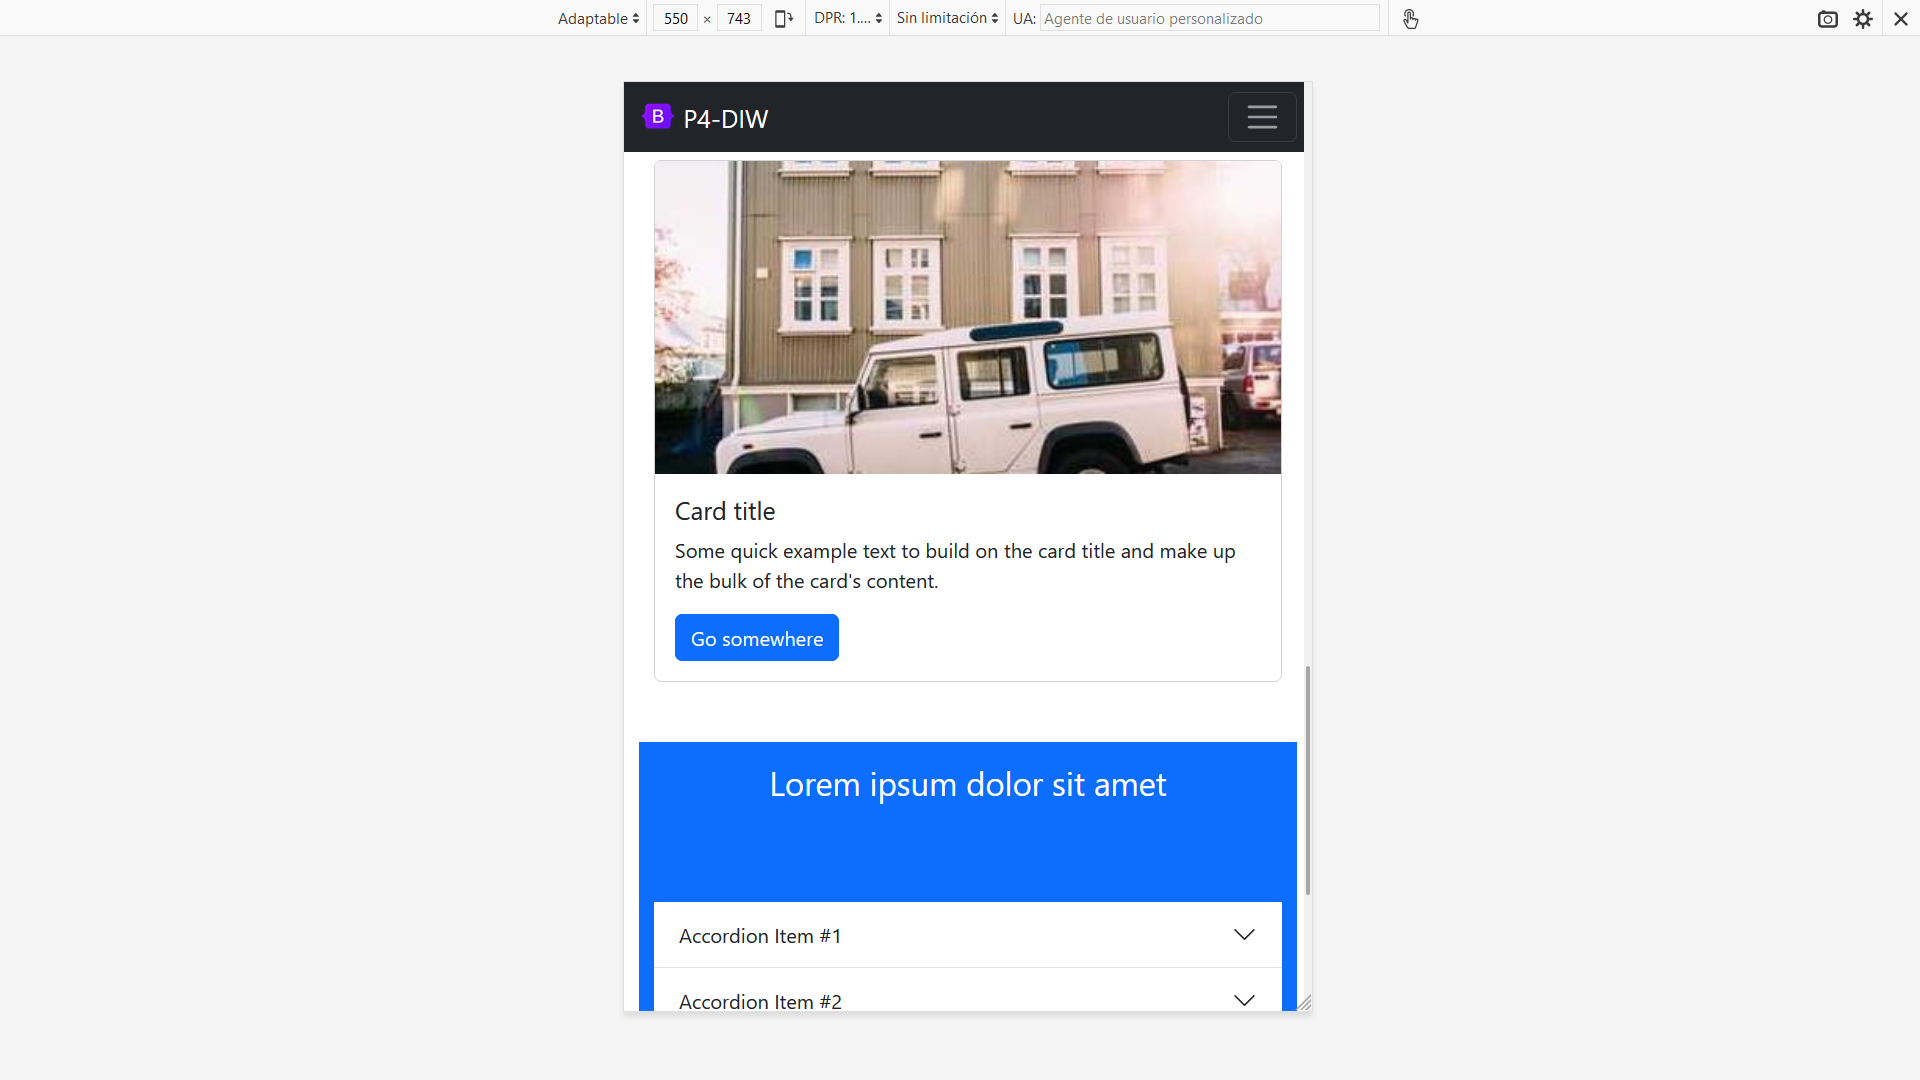 Adaptable 550 × 743 DPR: 1.... Sin limitación UA: Agente de usuario personalizado
B P4-DIW
Card title
Some quick example text to build on the card title and make up
the bulk of the card's content.
Go somewhere
Lorem ipsum dolor sit amet
Accordion Item #1
Accordion Item #2